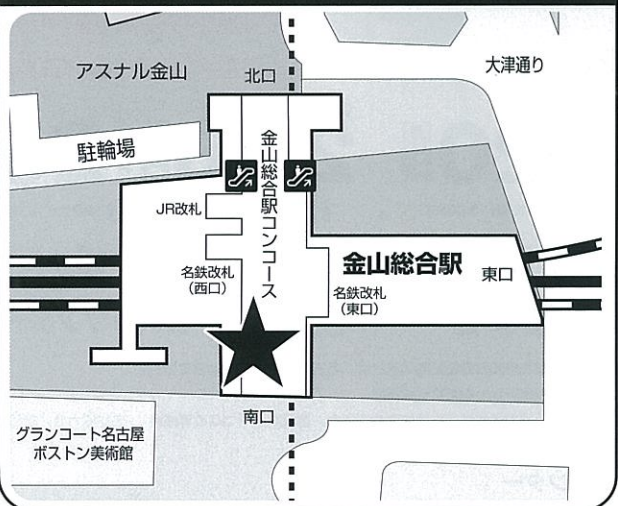 アスナル金山
北口
大津通り
駐輪場
金山総合駅コンコース
JR改札
名鉄改札
（西口）
金山総合駅
東口
名鉄改札
（東口）
南口
グランコート名古屋
ボストン美術館